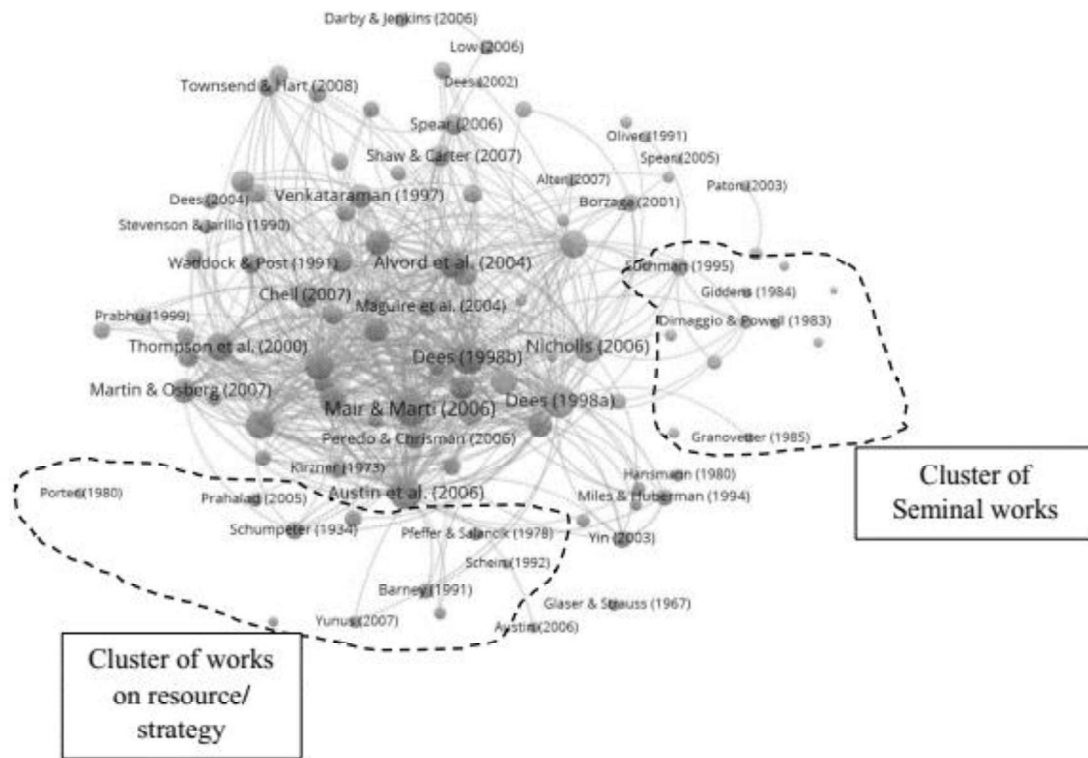 Darby & Jenkins (2006)
Low (2006)
Townsend & Hart (2008)
Dees (2002)
Spear (2006)
Oliver (1991)
Shaw & Carter (2007)
Spear (2005)
Alter (2007)
Paton (2003)
Venkataraman (1997)
Dees (2004)
Borzaga (2001)
Stevenson & Jarillo (1990)
Waddock & Post (1991)
Alvord et al. (2004)
Suchman (1995)
Chell (2007)
Giddens (1984)
Maguire et al. (2004)
Prabhu (1999)
Dimaggio & Powell (1983)
Thompson et al. (2000)
Dees (1998b)
Nicholls (2006)
Martin & Osberg (2007)
Dees (1998a)
Mair & Marti (2006)
Peredo & Chrisman (2006)
Granovetter (1985)
Kirzner (1973)
Hansmann (1980)
Porter (1980)
Prahalad (2005)
Austin et al. (2006)
Miles & Huberman (1994)
Schumpeter (1934)
Pfeffer & Salancik (1978)
Yin (2003)
Schein (1992)
Barney (1991)
Glaser & Strauss (1967)
Yunus (2007)
Austin (2006)
Cluster of
Seminal works
Cluster of works
on resource/
strategy